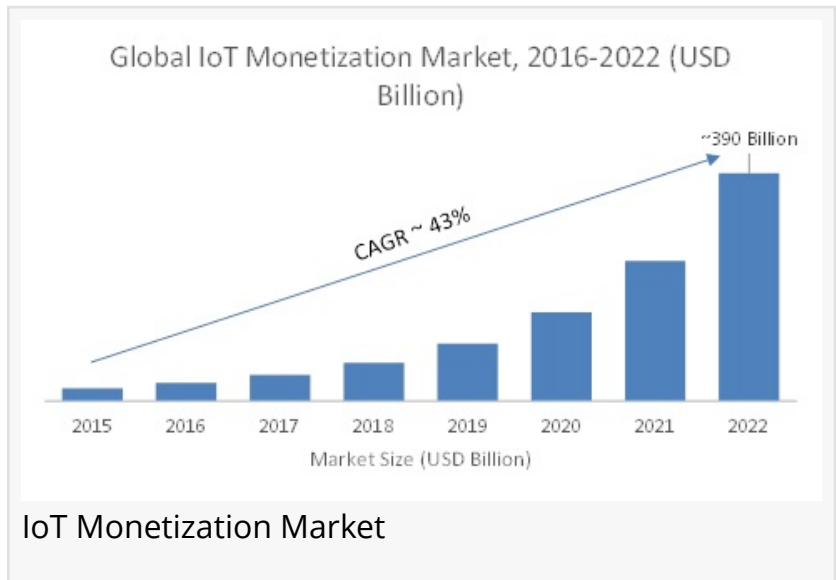 Global IoT Monetization Market, 2016-2022 (USD
Billion)
~390 Billion
CAGR ~ 43%
2015 2016 2017 2018 2019 2020 2021 2022
Market Size (USD Billion)
IoT Monetization Market